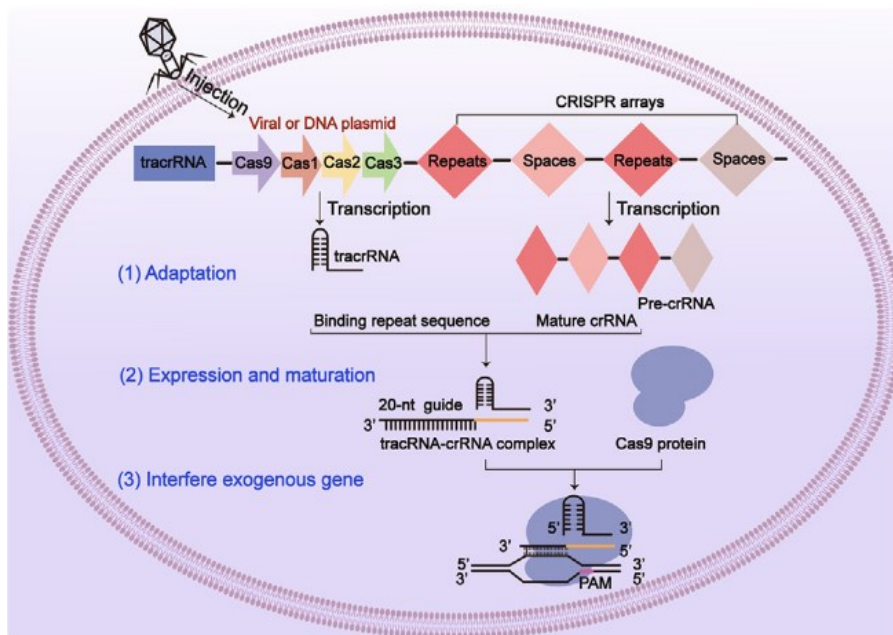 Injection
CRISPR arrays
Viral or DNA plasmid
tracrRNA Cas9 Cas1 Cas2 Cas3 Repeats Spaces Repeats Spaces
Transcription Transcription
tracrRNA
(1) Adaptation
Pre-crRNA
Binding repeat sequence Mature crRNA
(2) Expression and maturation
20-nt guide 3’
3’ 5’
tracRNA-crRNA complex Cas9 protein
(3) Interfere exogenous gene
5’ 3’
3’ 5’
5’ 3’
3’ 5’
PAM